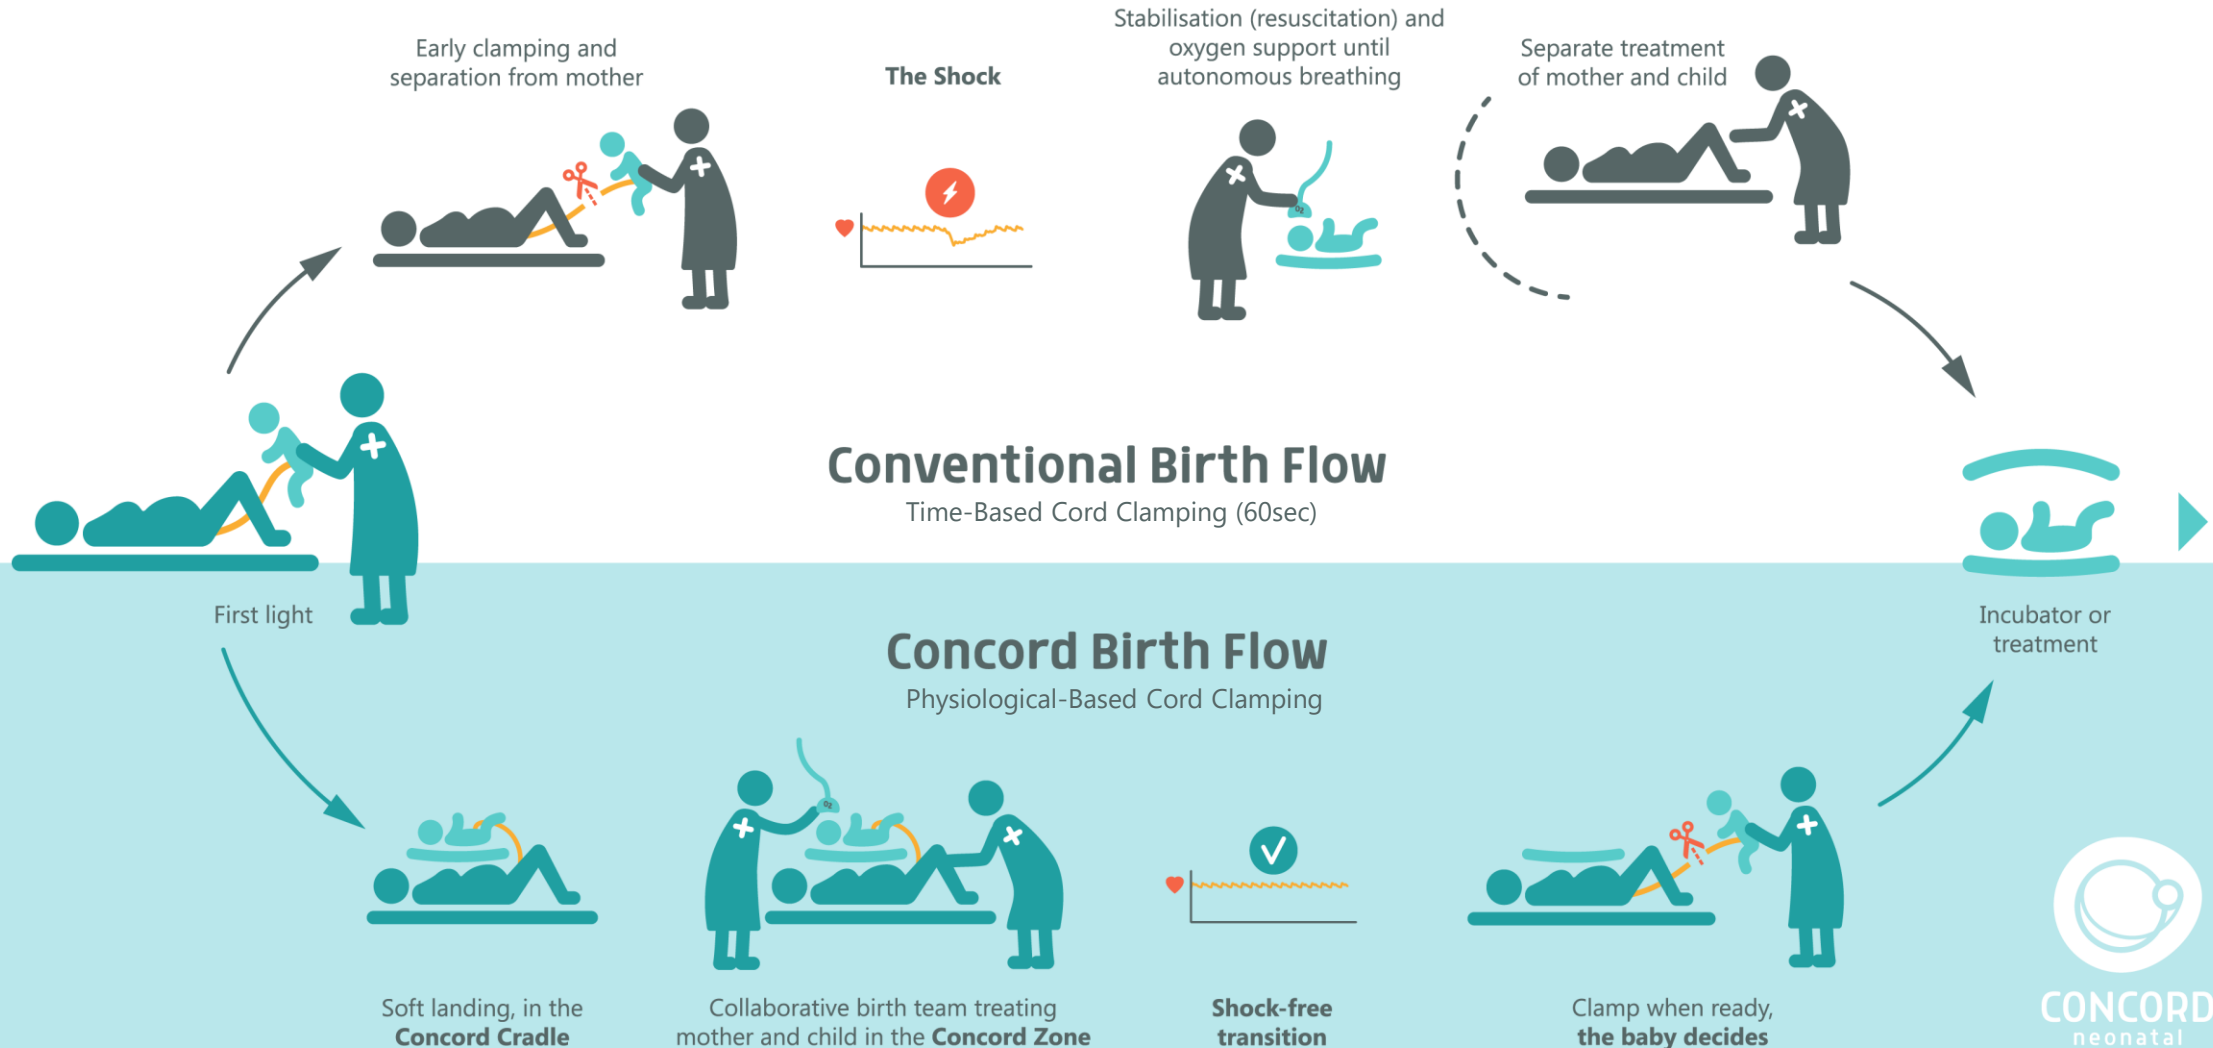 Early clamping and
separation from mother
The Shock
Stabilisation (resuscitation) and
oxygen support until
autonomous breathing
Separate treatment
of mother and child
O2
Conventional Birth Flow
Time-Based Cord Clamping (60sec)
First light
Incubator or
treatment
Concord Birth Flow
Physiological-Based Cord Clamping
O2
Soft landing, in the
Concord Cradle
Collaborative birth team treating
mother and child in the Concord Zone
Shock-free
transition
Clamp when ready,
the baby decides
CONCORD
neonatal